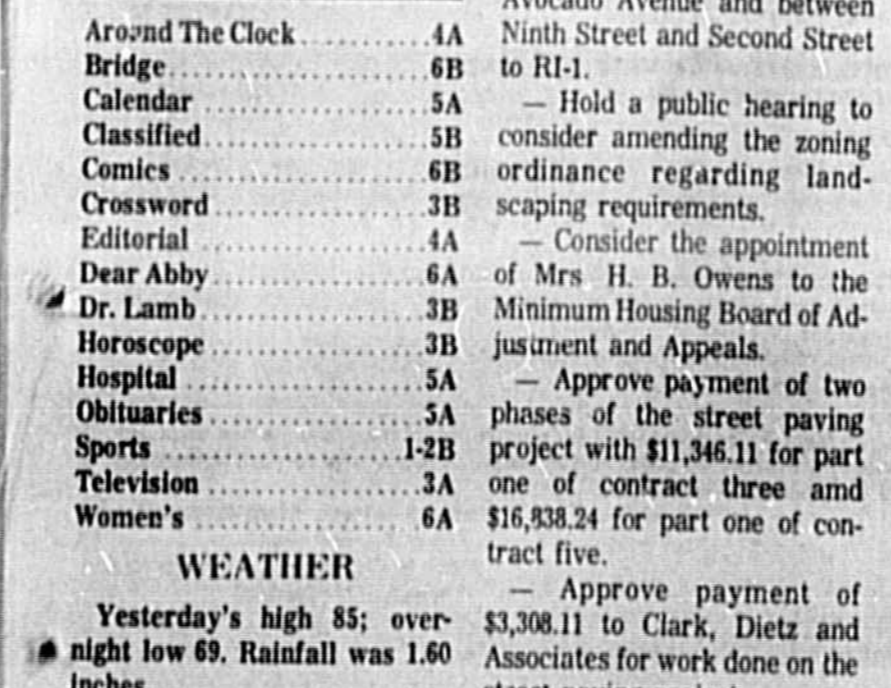 Around The Clock..............4A
Bridge..........................6B
Calendar ......................5A
Classified......................5B
Comics ........................6B
Crossword.....................3B
Editorial ......................4A
Dear Abby.....................6A
Dr. Lamb......................3B
Horoscope.....................3B
Hospital .......................5A
Obituaries.....................5A
Sports .......................1-2B
Television .....................3A
Women's ......................6A
WEATHER
Yesterday's high 85; over-
night low 69. Rainfall was 1.60
inches
Avocado Avenue and between
Ninth Street and Second Street
to RI-1.
— Hold a public hearing to
consider amending the zoning
ordinance regarding land-
scaping requirements.
— Consider the appointment
of Mrs H. B. Owens to the
Minimum Housing Board of Ad-
justment and Appeals.
— Approve payment of two
phases of the street paving
project with $11,346.11 for part
one of contract three amd
$16,838.24 for part one of con-
tract five.
— Approve payment of
$3,308.11 to Clark, Dietz and
Associates for work done on the